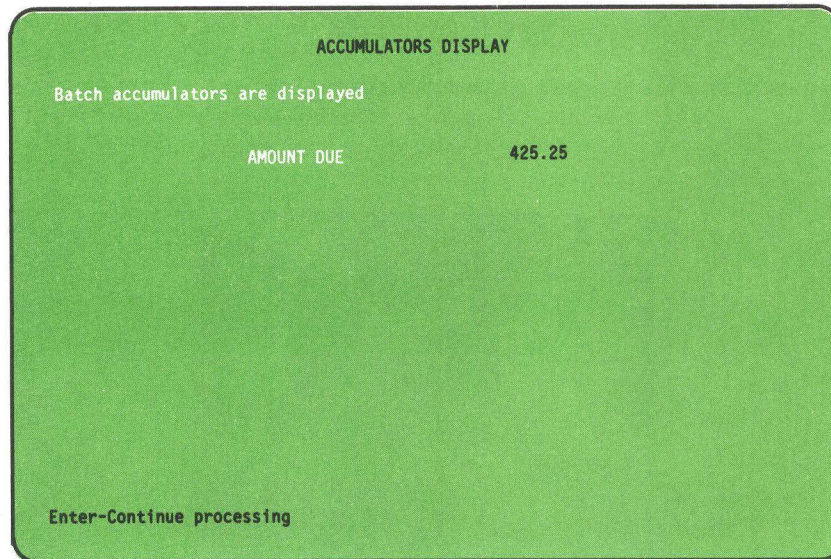 ACCUMULATORS DISPLAY
Batch accumulators are displayed
AMOUNT DUE 425.25
Enter-Continue processing